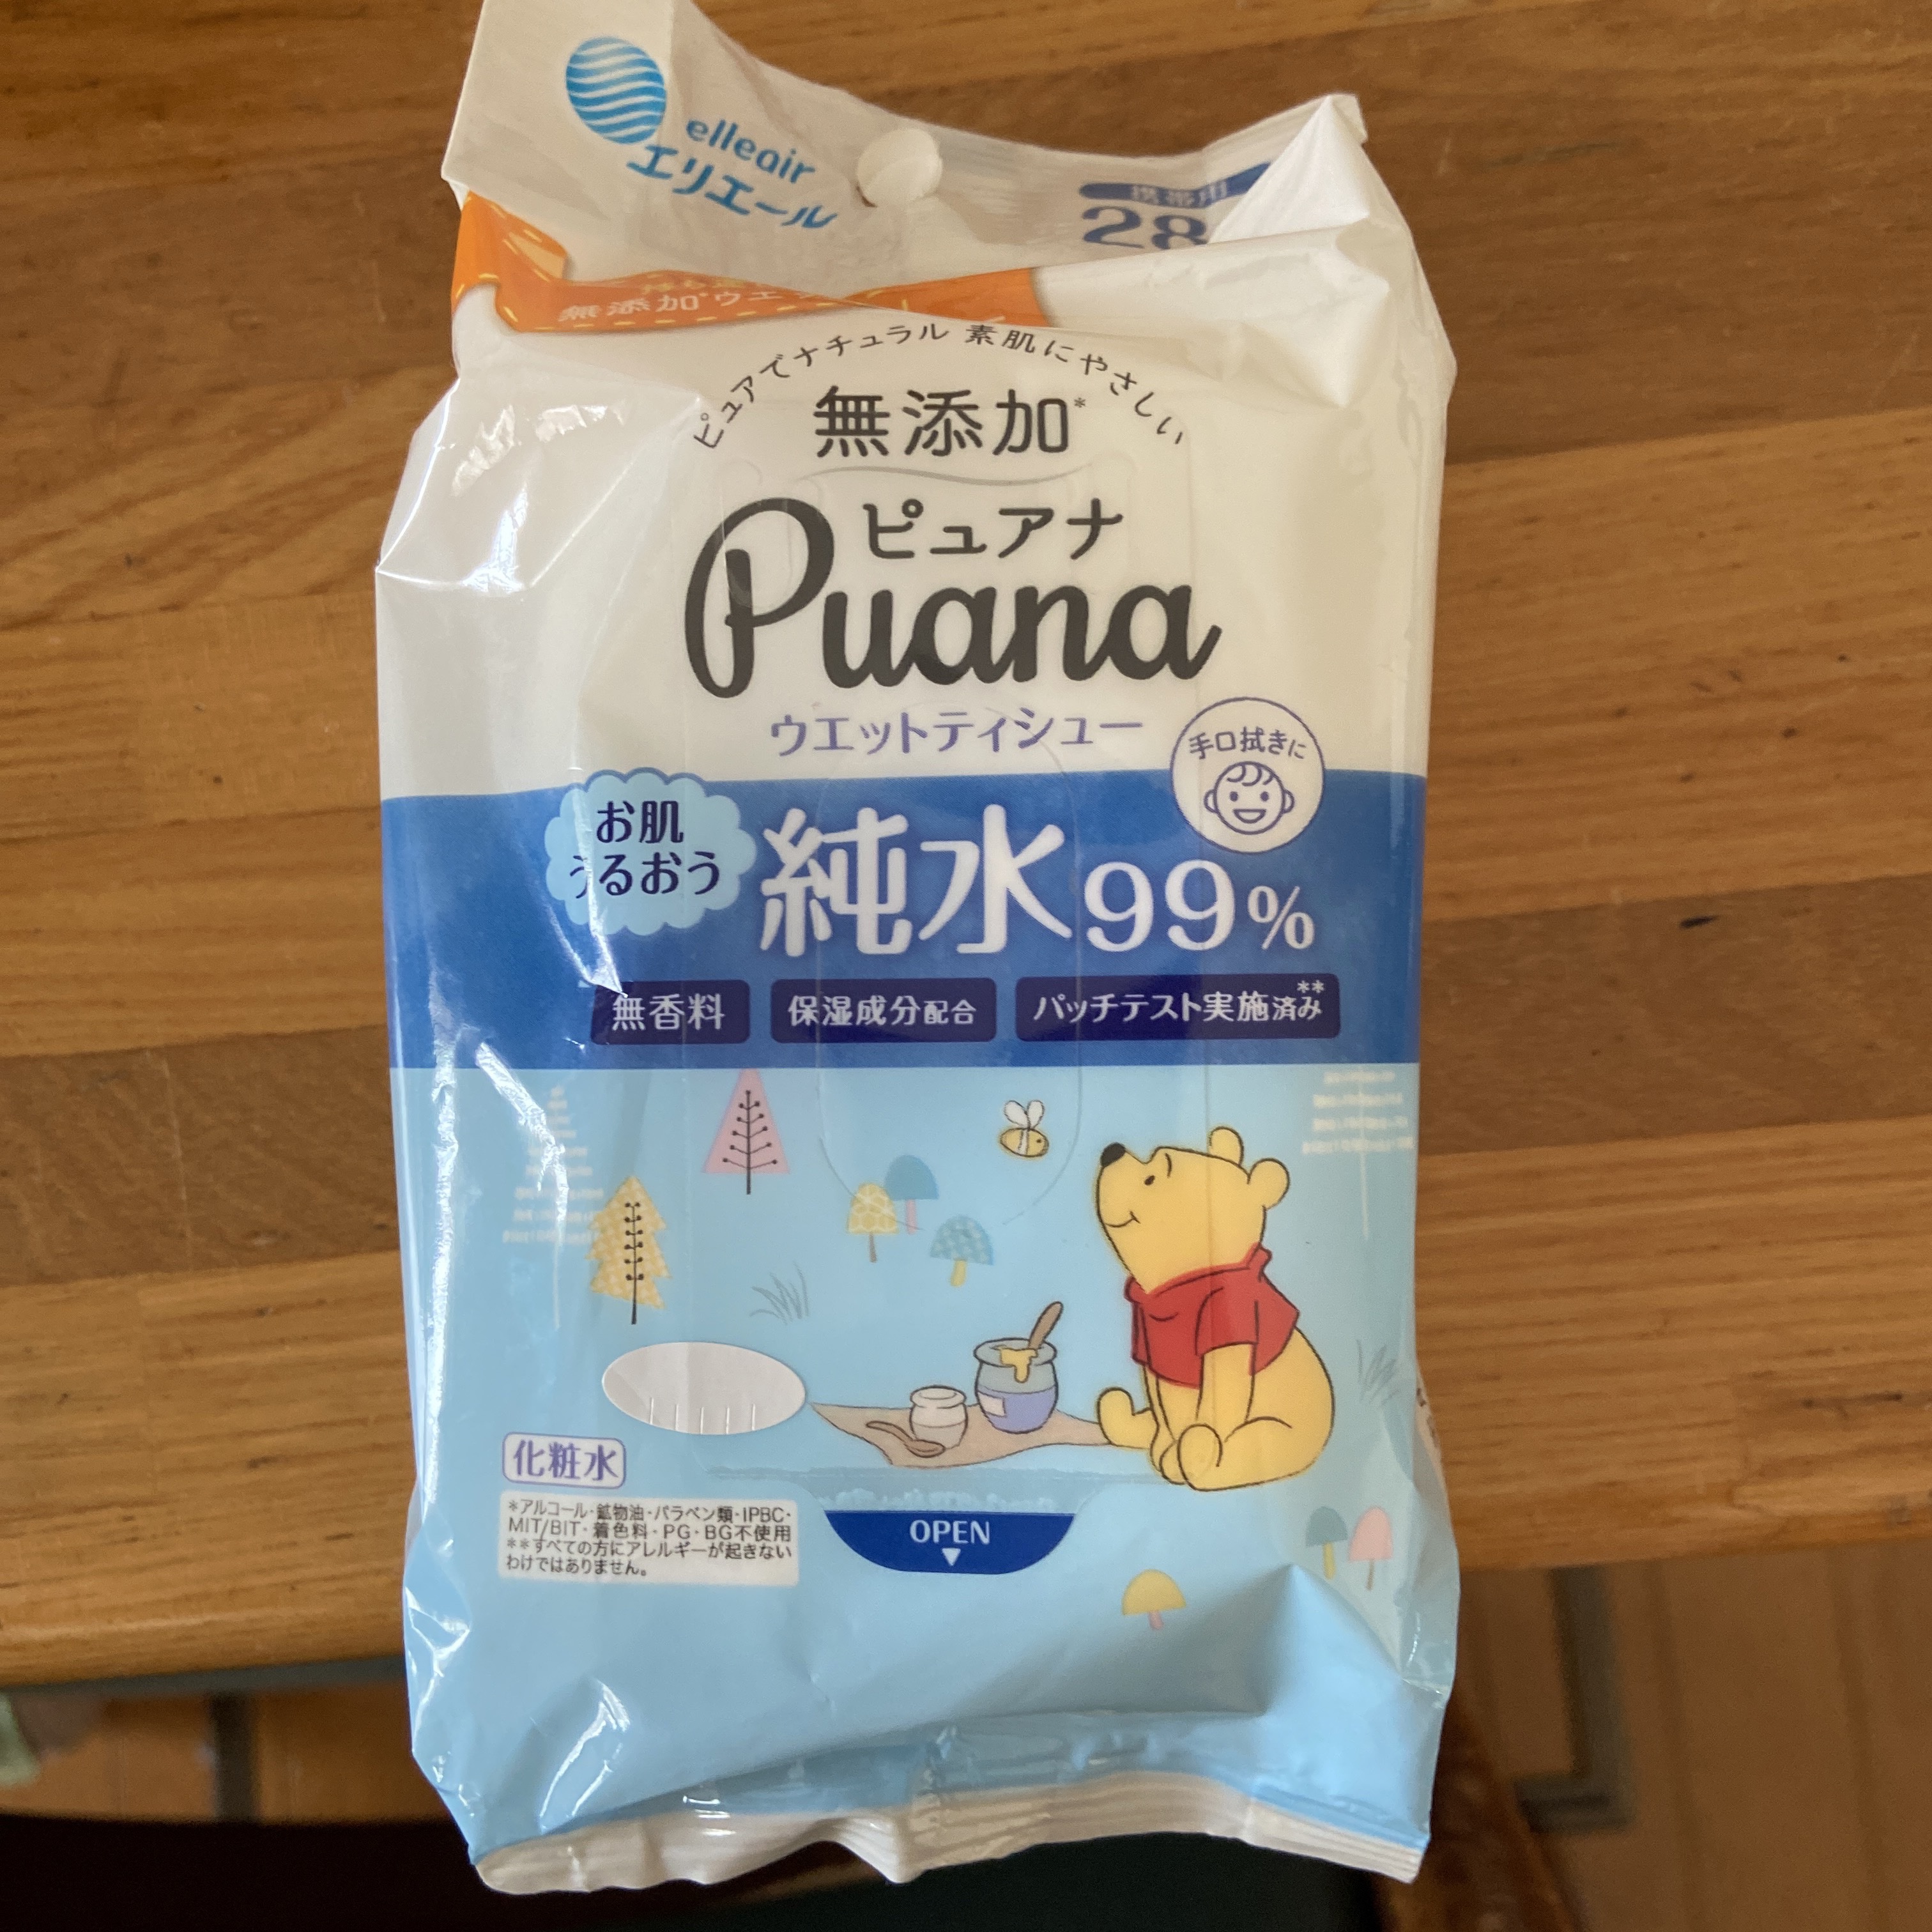 elleair
エリエール
携帯用
28
無添加*ウエ
ピュアでナチュラル 素肌にやさしい
無添加*
ピュアナ
Puana
ウエットティシュー
手口拭きに
お肌
うるおう
純水99%
無香料
保湿成分配合
パッチテスト実施済み**
化粧水
*アルコール・鉱物油・パラベン類・IPBC・
MIT/BIT・着色料・PG・BG不使用
**すべての方にアレルギーが起きない
わけではありません。
OPEN